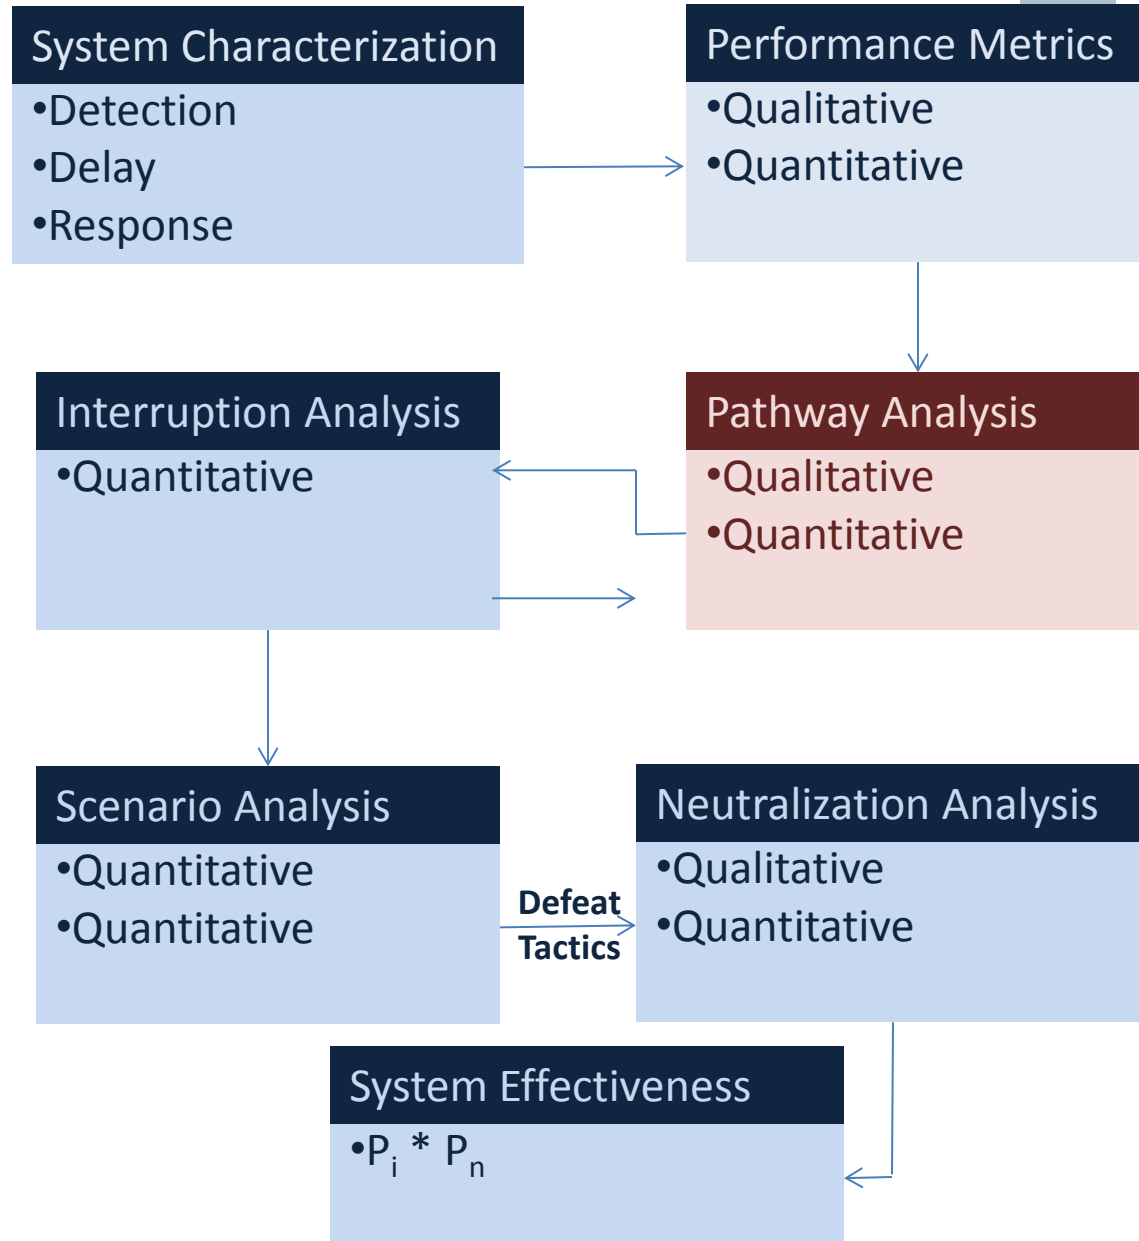 System Characterization
•Detection
•Delay
•Response
Performance Metrics
•Qualitative
•Quantitative
Interruption Analysis
•Quantitative
Pathway Analysis
•Qualitative
•Quantitative
Scenario Analysis
•Quantitative
•Quantitative
Defeat
Tactics
Neutralization Analysis
•Qualitative
•Quantitative
System Effectiveness
•Pi * Pn